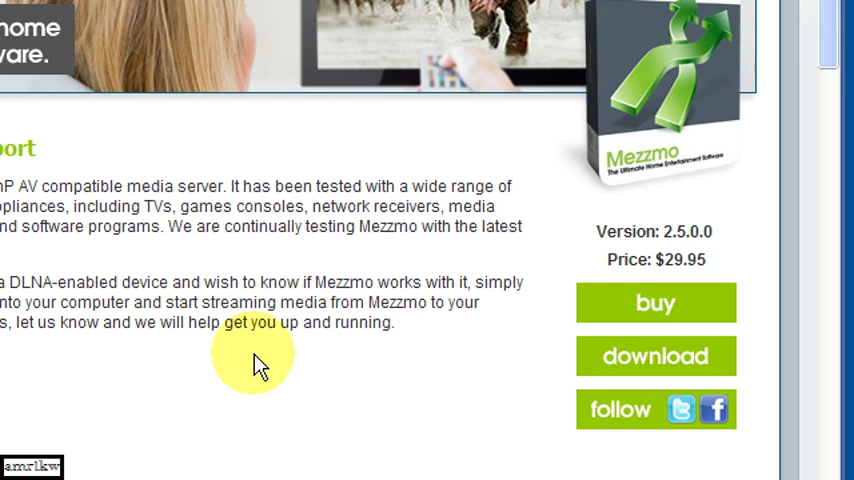 home
ware.
port
nP AV compatible media server. It has been tested with a wide range of
ppliances, including TVs, games consoles, network receivers, media
nd software programs. We are continually testing Mezzmo with the latest
a DLNA-enabled device and wish to know if Mezzmo works with it, simply
nto your computer and start streaming media from Mezzmo to your
s, let us know and we will help get you up and running.
Mezzmo
The Ultimate Home Entertainment Software
Version: 2.5.0.0
Price: $29.95
buy
download
follow
amrlkw